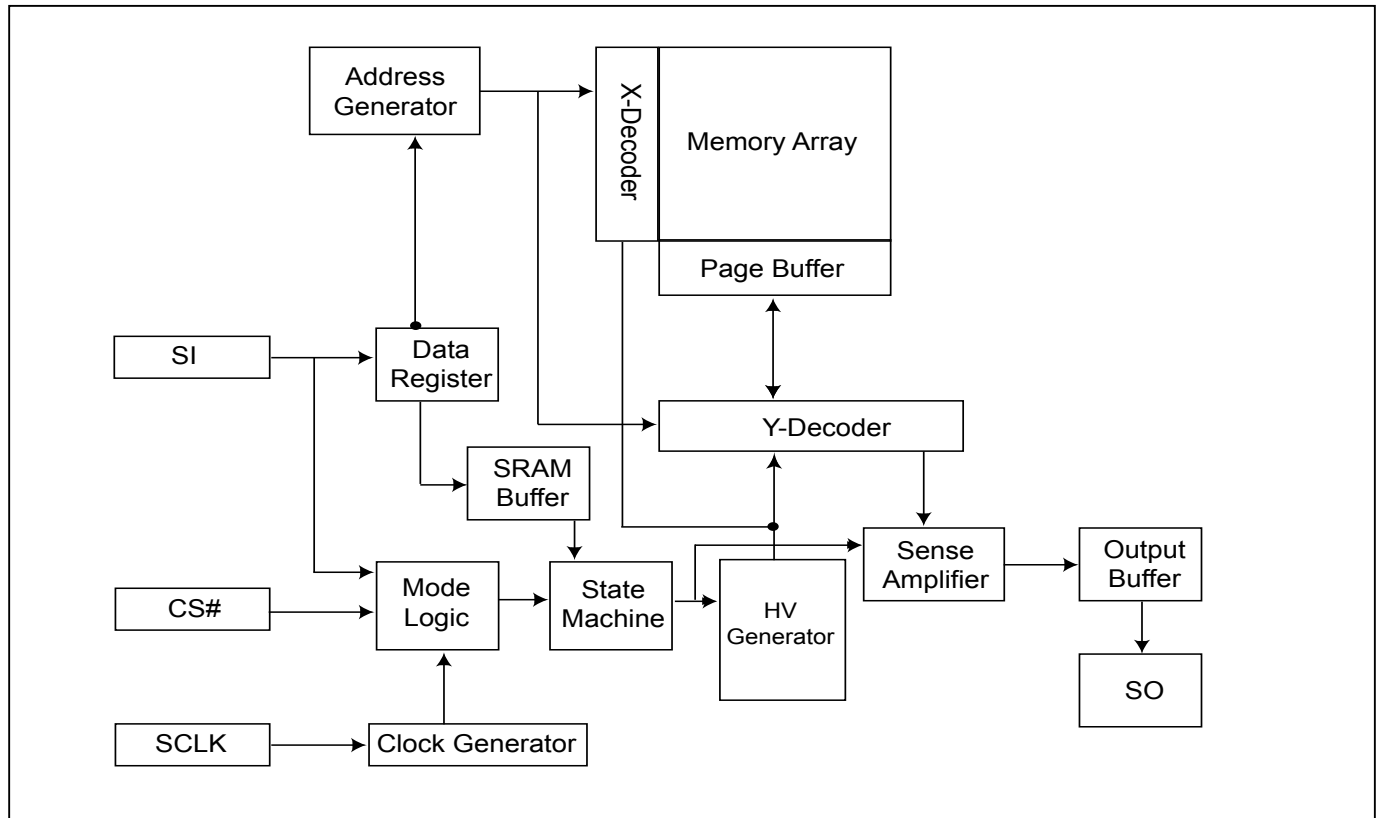 Address
Generator
X-Decoder
Memory Array
Page Buffer
SI
Data
Register
Y-Decoder
SRAM
Buffer
Sense
Amplifier
Output
Buffer
CS#
Mode
Logic
State
Machine
HV
Generator
SO
SCLK
Clock Generator